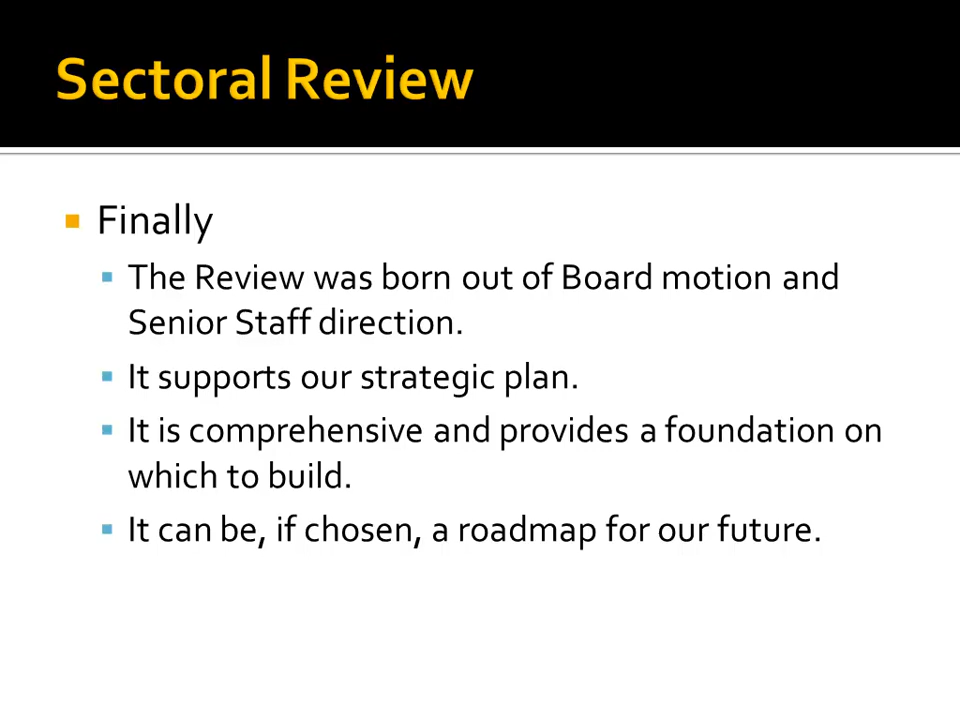 Sectoral Review
Finally
The Review was born out of Board motion and
Senior Staff direction.
It supports our strategic plan.
It is comprehensive and provides a foundation on
which to build.
It can be, if chosen, a roadmap for our future.